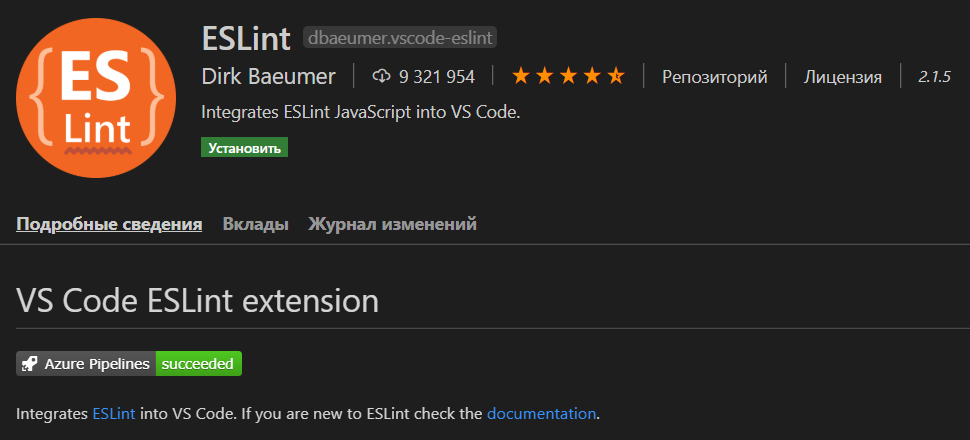 ES
Lint
ESLint dbaeumer.vscode-eslint
Dirk Baeumer 9 321 954 Репозиторий Лицензия 2.1.5
Integrates ESLint JavaScript into VS Code.
Установить
Подробные сведения Вклады Журнал изменений
VS Code ESLint extension
Azure Pipelines succeeded
Integrates ESLint into VS Code. If you are new to ESLint check the documentation.